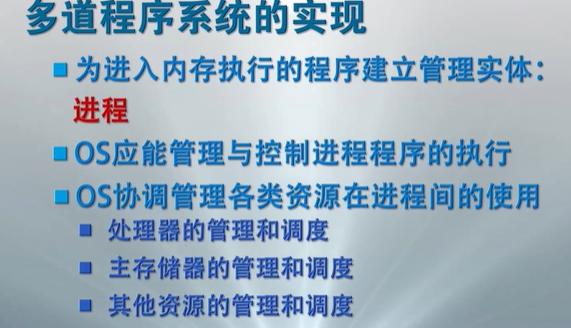 多道程序系统的实现
为进入内存执行的程序建立管理实体：
进程
OS应能管理与控制进程程序的执行
OS协调管理各类资源在进程间的使用
处理器的管理和调度
主存储器的管理和调度
其他资源的管理和调度